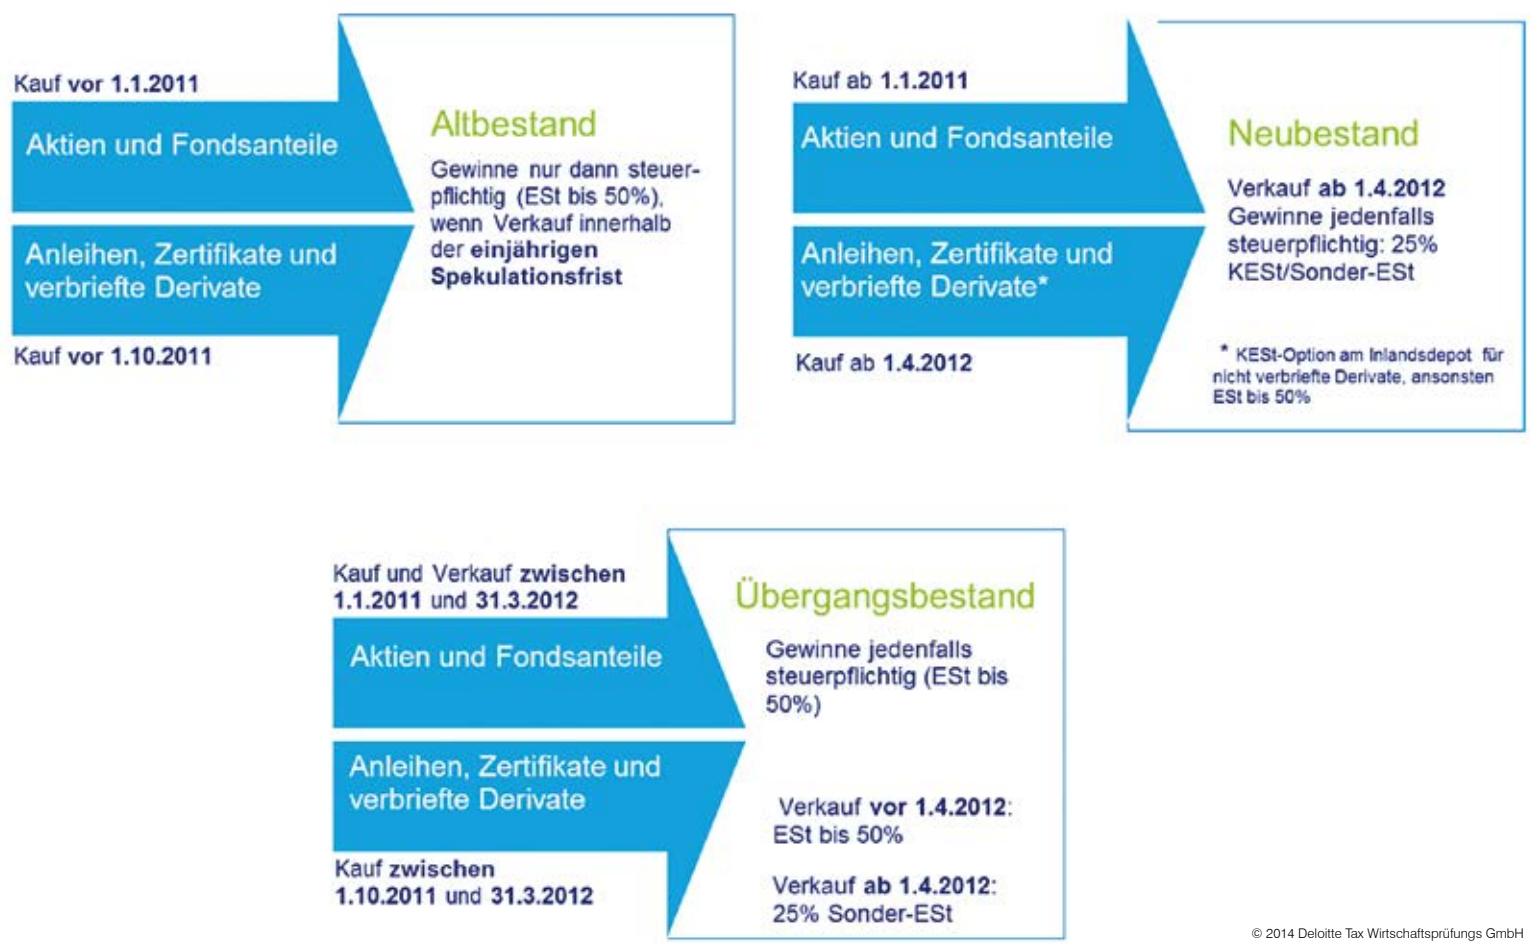 Kauf vor 1.1.2011
Aktien und Fondsanteile
Anleihen, Zertifikate und
verbriefte Derivate
Kauf vor 1.10.2011
Altbestand
Gewinne nur dann steuer-
pflichtig (ESt bis 50%),
wenn Verkauf innerhalb
der einjährigen
Spekulationsfrist
Kauf ab 1.1.2011
Aktien und Fondsanteile
Anleihen, Zertifikate und
verbriefte Derivate*
Kauf ab 1.4.2012
Neubestand
Verkauf ab 1.4.2012
Gewinne jedenfalls
steuerpflichtig: 25%
KESt/Sonder-ESt
* KESt-Option am Inlandsdepot für
nicht verbriefte Derivate, ansonsten
ESt bis 50%
Kauf und Verkauf zwischen
1.1.2011 und 31.3.2012
Aktien und Fondsanteile
Anleihen, Zertifikate und
verbriefte Derivate
Kauf zwischen
1.10.2011 und 31.3.2012
Übergangsbestand
Gewinne jedenfalls
steuerpflichtig (ESt bis
50%)
Verkauf vor 1.4.2012:
ESt bis 50%
Verkauf ab 1.4.2012:
25% Sonder-ESt
© 2014 Deloitte Tax Wirtschaftsprüfungs GmbH